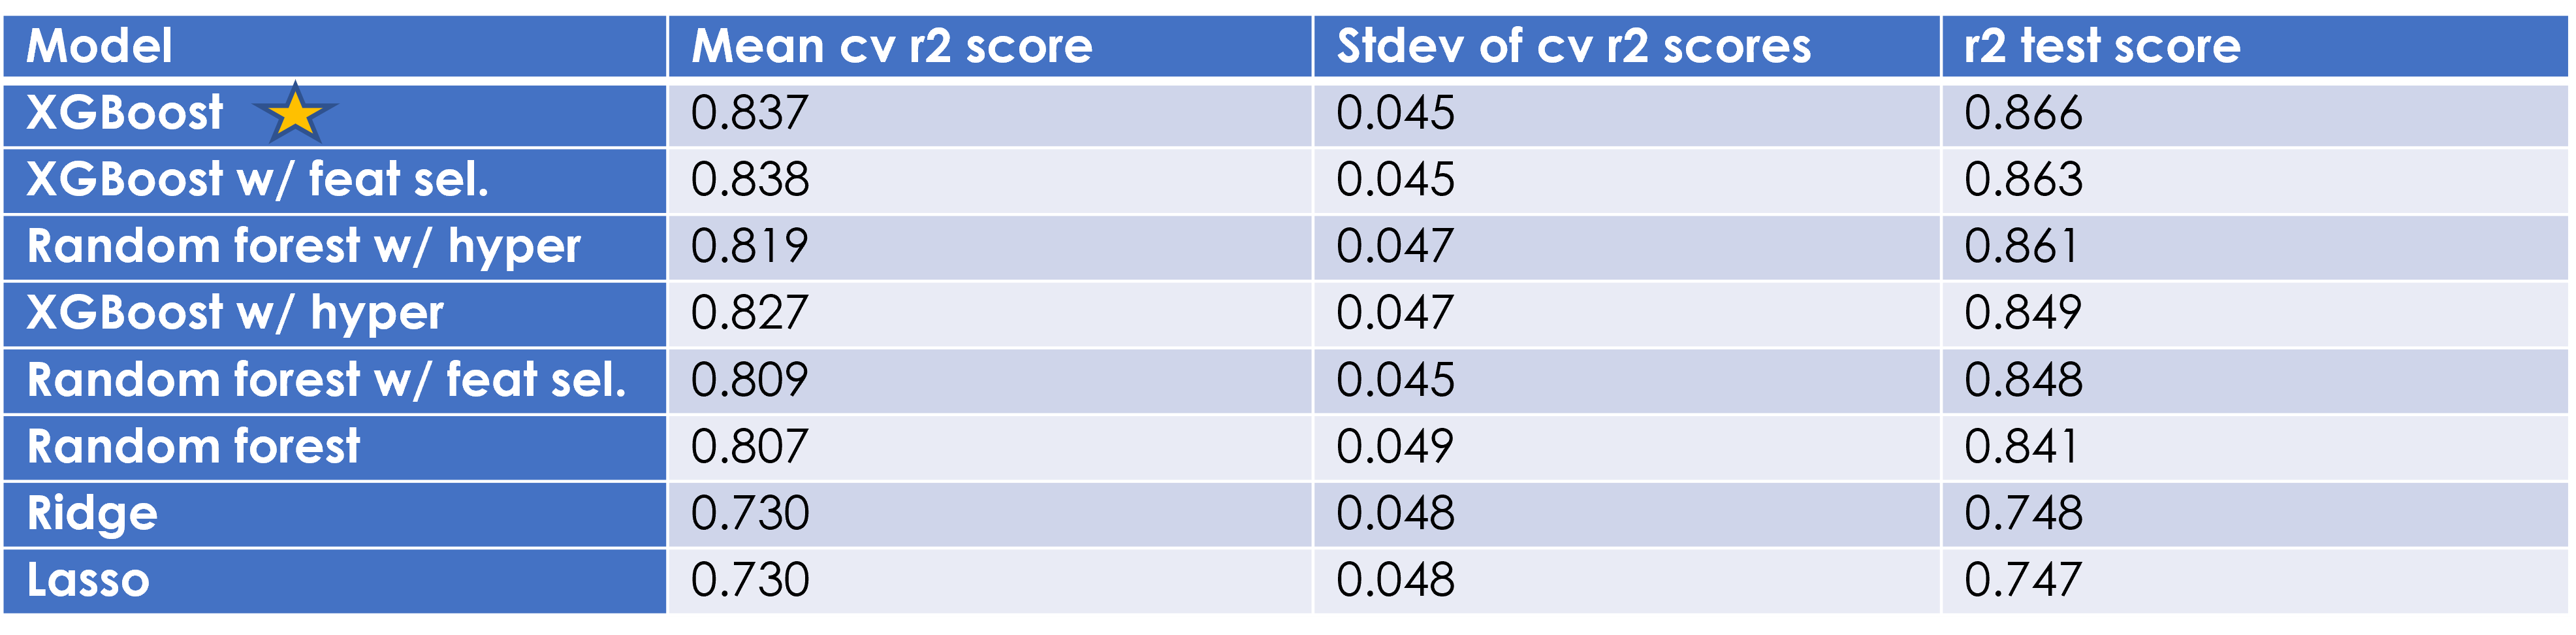 Model Mean cv r2 score Stdev of cv r2 scores r2 test score
XGBoost 0.837 0.045 0.866
XGBoost w/ feat sel. 0.838 0.045 0.863
Random forest w/ hyper 0.819 0.047 0.861
XGBoost w/ hyper 0.827 0.047 0.849
Random forest w/ feat sel. 0.809 0.045 0.848
Random forest 0.807 0.049 0.841
Ridge 0.730 0.048 0.748
Lasso 0.730 0.048 0.747